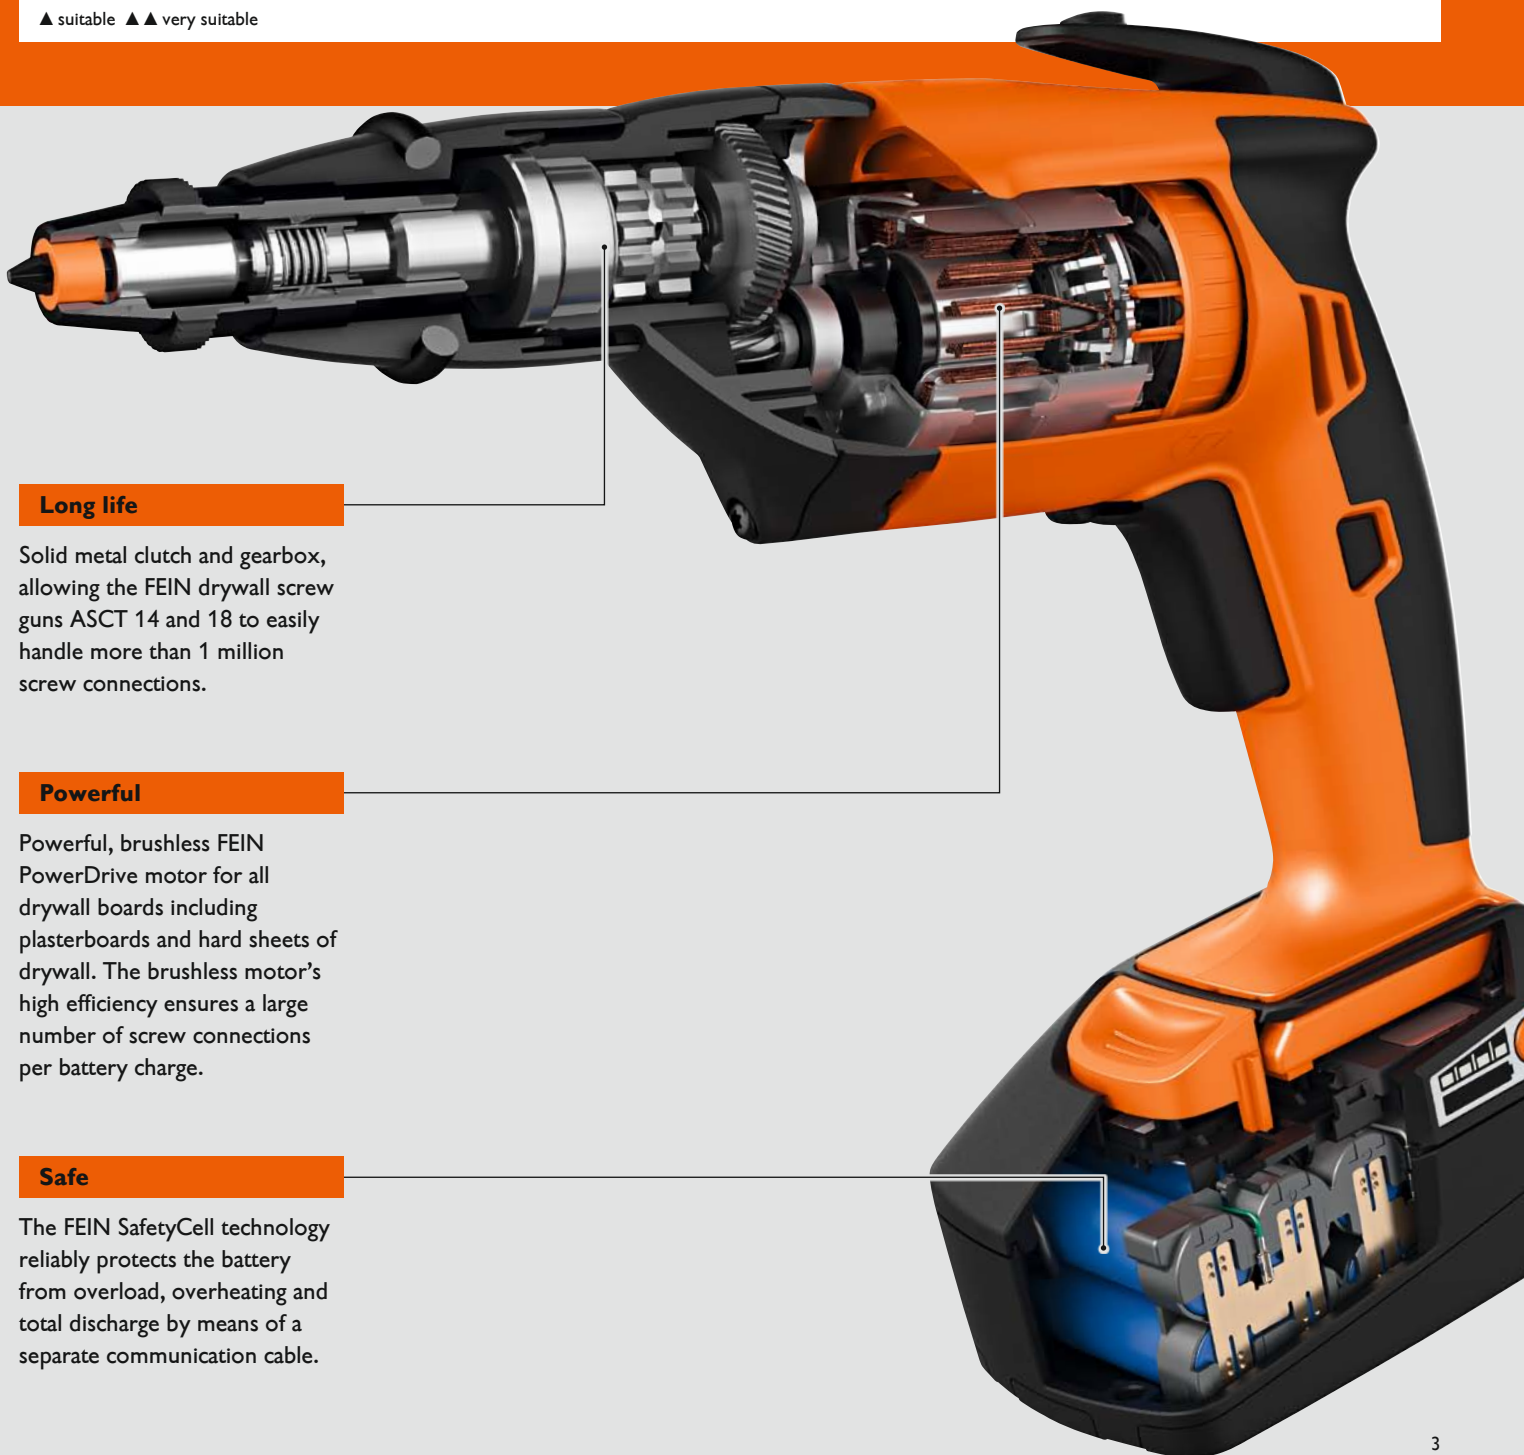 ▲ suitable ▲▲ very suitable
Long life
Solid metal clutch and gearbox,
allowing the FEIN drywall screw
guns ASCT 14 and 18 to easily
handle more than 1 million
screw connections.
Powerful
Powerful, brushless FEIN
PowerDrive motor for all
drywall boards including
plasterboards and hard sheets of
drywall. The brushless motor’s
high efficiency ensures a large
number of screw connections
per battery charge.
Safe
The FEIN SafetyCell technology
reliably protects the battery
from overload, overheating and
total discharge by means of a
separate communication cable.
3